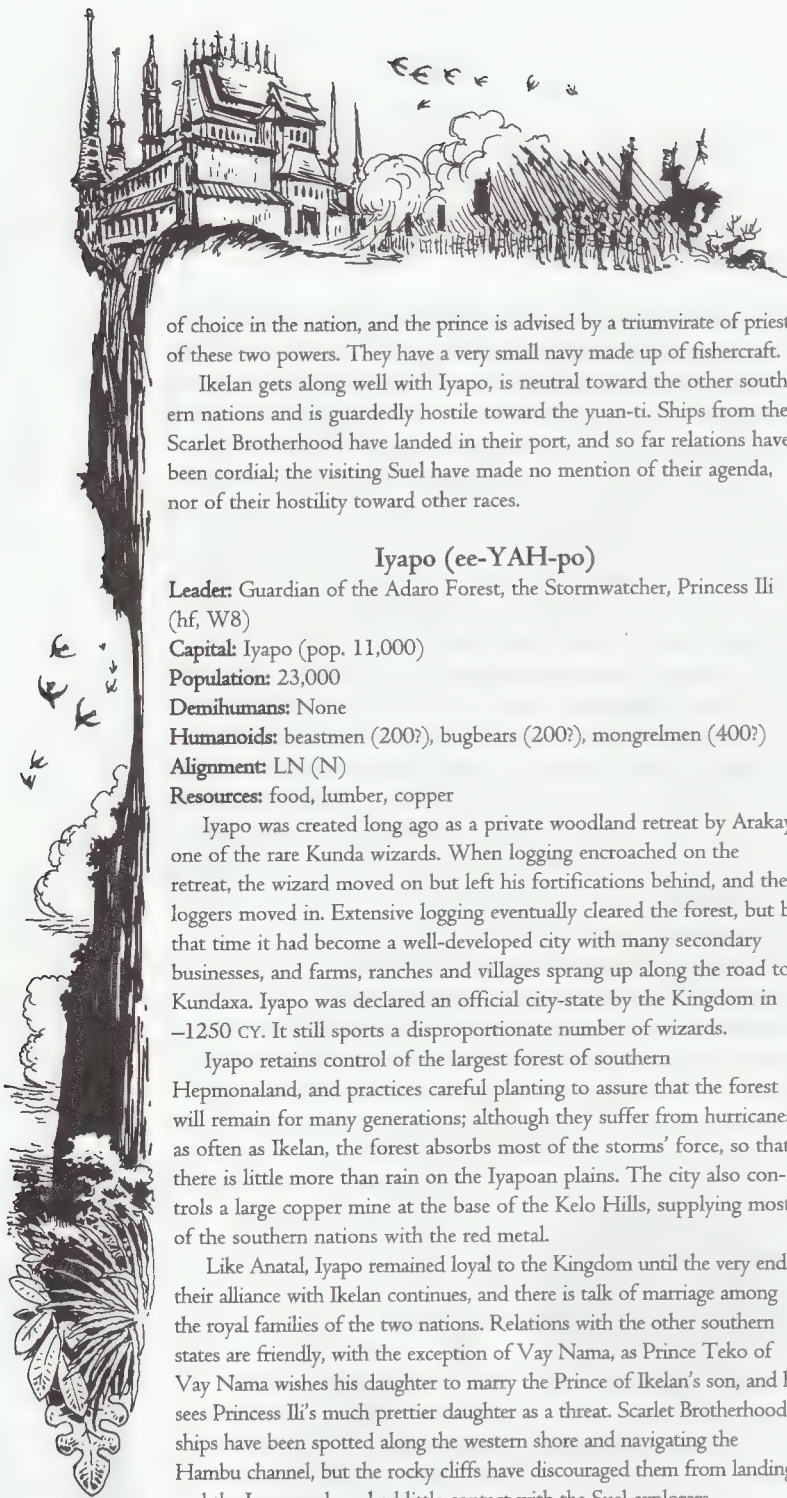 of choice in the nation, and the prince is advised by a triumvirate of priest
of these two powers. They have a very small navy made up of fishercraft.
Ikelan gets along well with Iyapo, is neutral toward the other south
ern nations and is guardedly hostile toward the yuan-ti. Ships from the
Scarlet Brotherhood have landed in their port, and so far relations have
been cordial; the visiting Suel have made no mention of their agenda,
nor of their hostility toward other races.
Iyapo (ee-YAH-po)
Leader: Guardian of the Adaro Forest, the Stormwatcher, Princess Ili
(hf, W8)
Capital: Iyapo (pop. 11,000)
Population: 23,000
Demihumans: None
Humanoids: beastmen (200?), bugbears (200?), mongrelmen (400?)
Alignment: LN (N)
Resources: food, lumber, copper
Iyapo was created long ago as a private woodland retreat by Arakay
one of the rare Kunda wizards. When logging encroached on the
retreat, the wizard moved on but left his fortifications behind, and the
loggers moved in. Extensive logging eventually cleared the forest, but
that time it had become a well-developed city with many secondary
businesses, and farms, ranches and villages sprang up along the road to
Kundaxa. Iyapo was declared an official city-state by the Kingdom in
–1250 CY. It still sports a disproportionate number of wizards.
Iyapo retains control of the largest forest of southern
Hepmonaland, and practices careful planting to assure that the forest
will remain for many generations; although they suffer from hurricane
as often as Ikelan, the forest absorbs most of the storms' force, so that
there is little more than rain on the Iyapoan plains. The city also con-
trols a large copper mine at the base of the Kelo Hills, supplying most
of the southern nations with the red metal.
Like Anatal, Iyapo remained loyal to the Kingdom until the very end
their alliance with Ikelan continues, and there is talk of marriage among
the royal families of the two nations. Relations with the other southern
states are friendly, with the exception of Vay Nama, as Prince Teko of
Vay Nama wishes his daughter to marry the Prince of Ikelan's son, and
sees Princess Ili's much prettier daughter as a threat. Scarlet Brotherhood
ships have been spotted along the western shore and navigating the
Hambu channel, but the rocky cliffs have discouraged them from landing